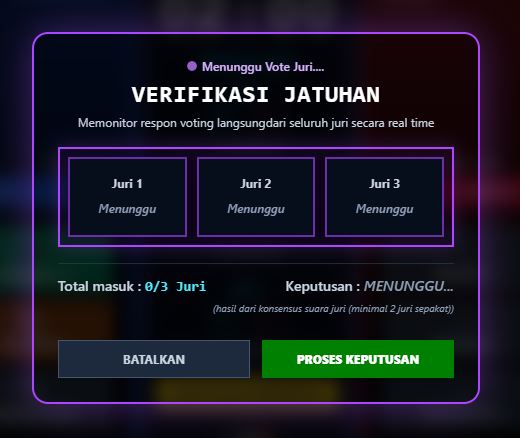 Menunggu Vote Juri....
VERIFIKASI JATUHAN
Memonitor respon voting langsungdari seluruh juri secara real time
Juri 1
Menunggu
Juri 2
Menunggu
Juri 3
Menunggu
Total masuk : 0/3 Juri
Keputusan : MENUNGGU...
(hasil dari konsensus suara juri (minimal 2 juri sepakat))
BATALKAN
PROSES KEPUTUSAN